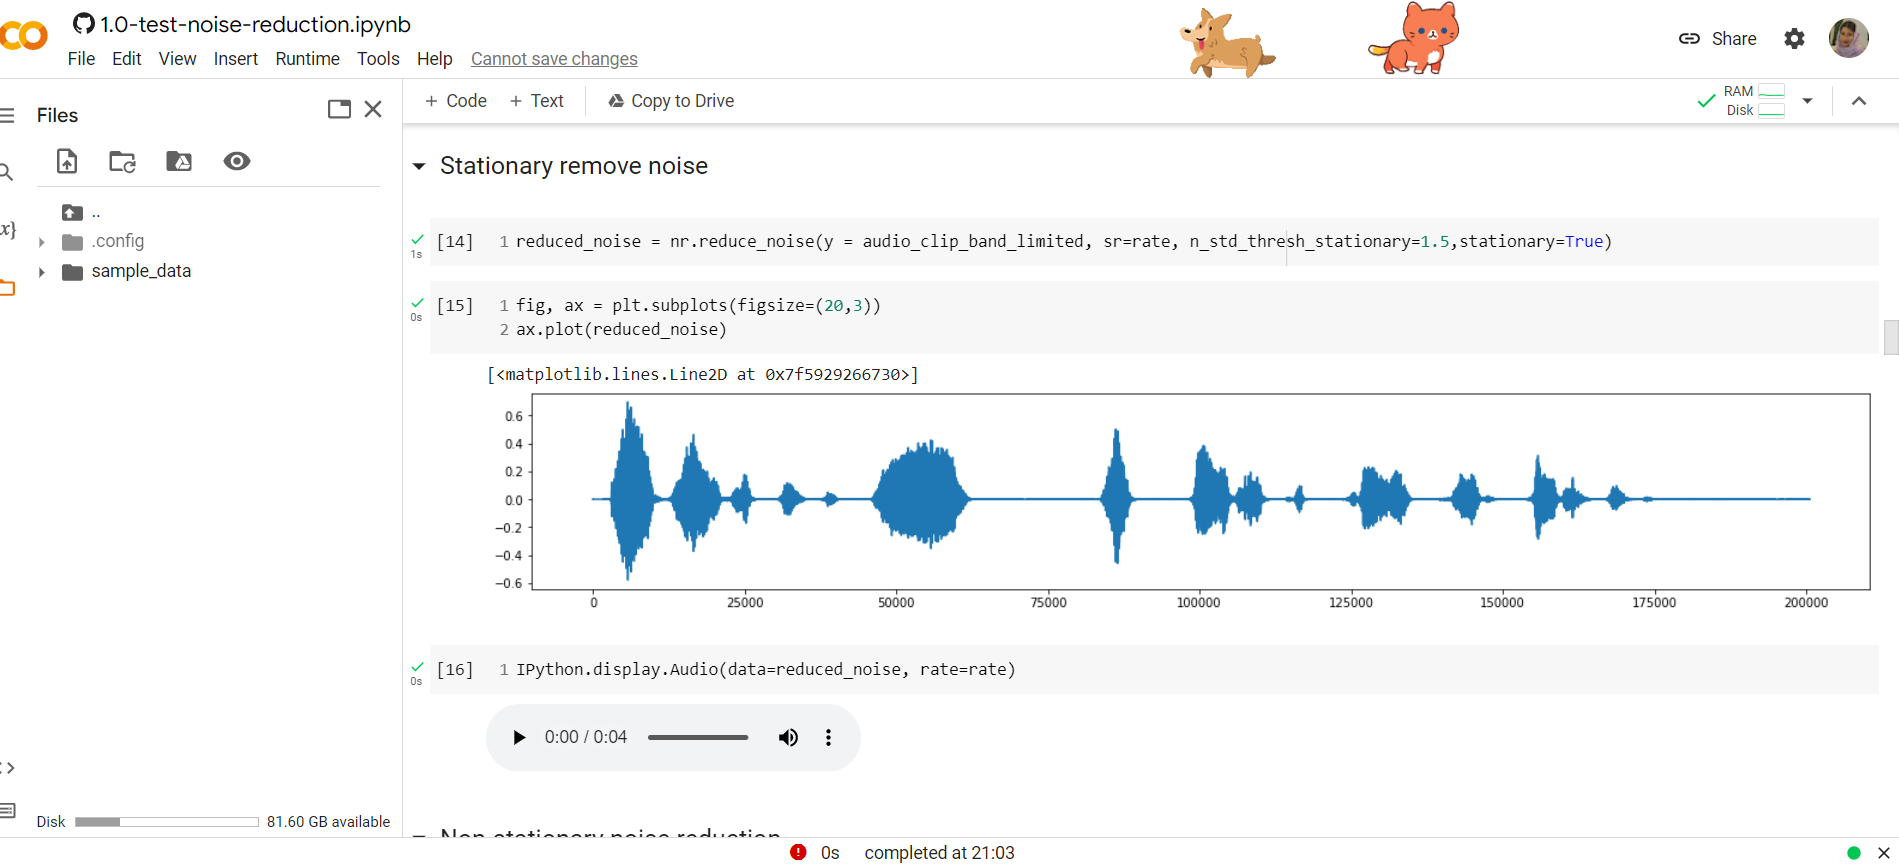 1.0-test-noise-reduction.ipynb
File Edit View Insert Runtime Tools Help Cannot save changes
Share
Files
+ Code + Text Copy to Drive
RAM
Disk
..
.config
sample_data
Stationary remove noise
[14] 1 reduced_noise = nr.reduce_noise(y = audio_clip_band_limited, sr=rate, n_std_thresh_stationary=1.5,stationary=True)
1s
[15] 1 fig, ax = plt.subplots(figsize=(20,3))
0s
2 ax.plot(reduced_noise)
[<matplotlib.lines.Line2D at 0x7f5929266730>]
0.6
0.4
0.2
0.0
−0.2
−0.4
−0.6
0 25000 50000 75000 100000 125000 150000 175000 200000
[16] 1 IPython.display.Audio(data=reduced_noise, rate=rate)
0s
0:00 / 0:04
Non-stationary noise reduction
Disk 81.60 GB available
0s completed at 21:03